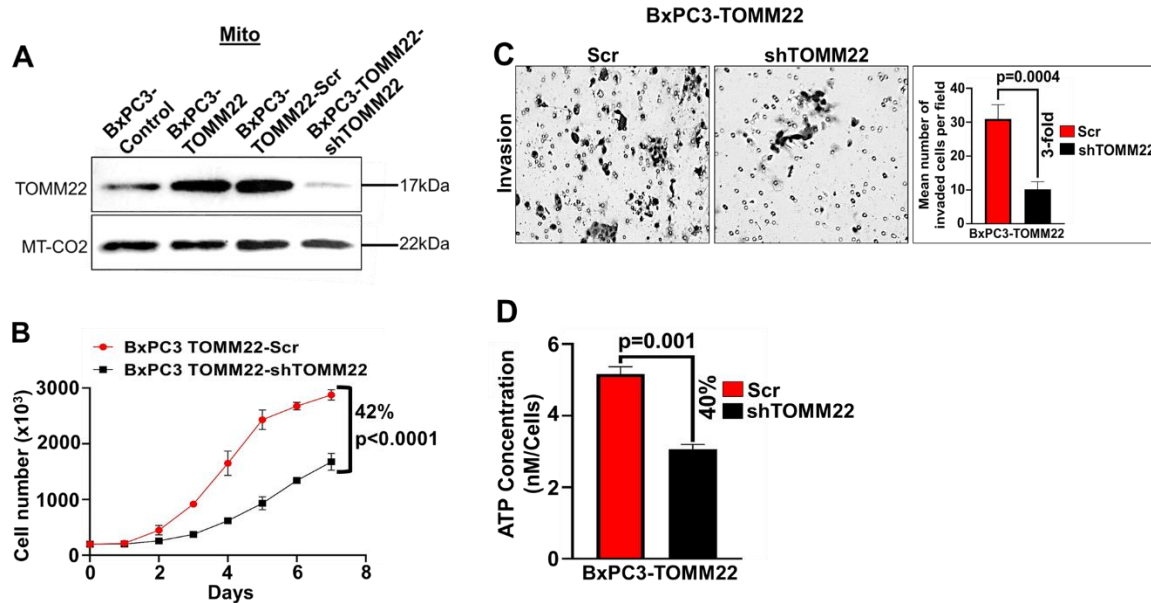 BxPC3-TOMM22
A
Mito
BxPC3-
Control
BxPC3-
TOMM22
BxPC3-
TOMM22-Scr
BxPC3-TOMM22-
shTOMM22
TOMM22
17kDa
MT-CO2
22kDa
B
BxPC3 TOMM22-Scr
BxPC3 TOMM22-shTOMM22
Cell number (x10³)
3000
2000
1000
0
42%
p<0.0001
0 2 4 6 8
Days
C
Scr
shTOMM22
Invasion
Mean number of
invaded cells per field
40
30
20
10
0
p=0.0004
3-fold
Scr
shTOMM22
BxPC3-TOMM22
D
ATP Concentration
(nM/Cells)
6
4
2
0
p=0.001
40%
Scr
shTOMM22
BxPC3-TOMM22